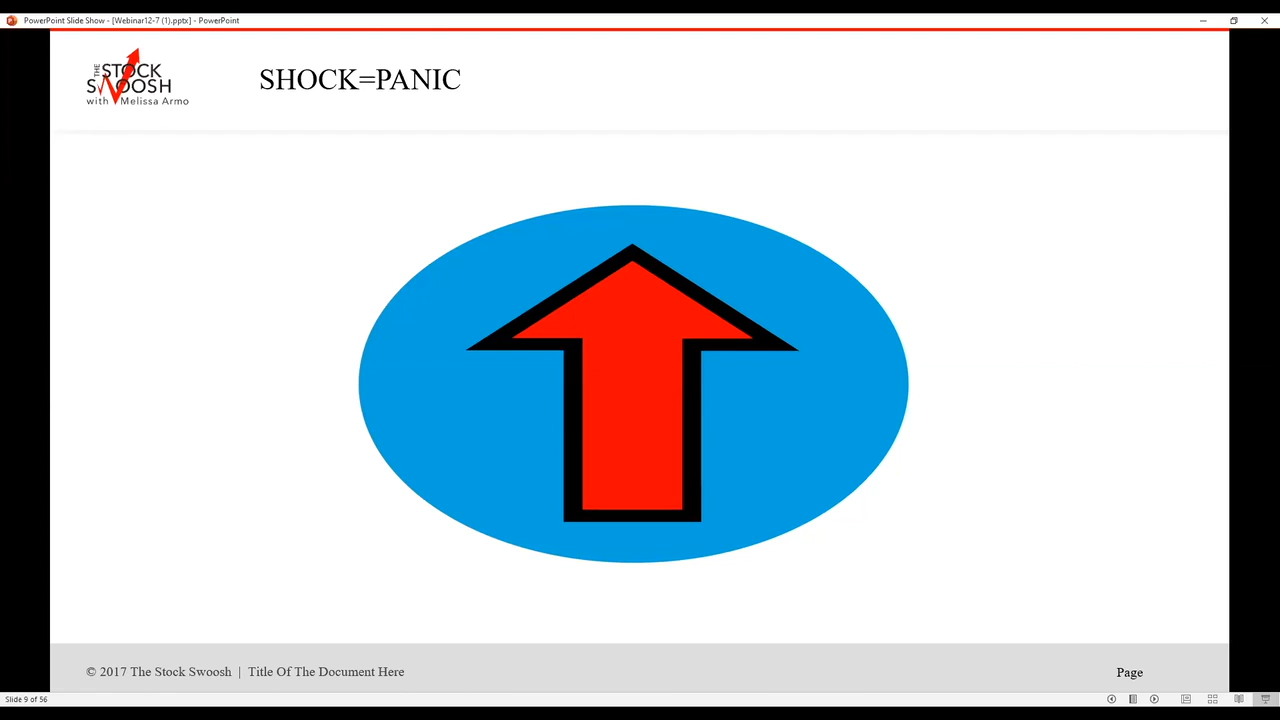 PowerPoint Slide Show - [Webinar12-7 (1).pptx] - PowerPoint
THE
STOCK
SWOOSH
with Melissa Armo
SHOCK=PANIC
© 2017 The Stock Swoosh | Title Of The Document Here
Page
Slide 9 of 56